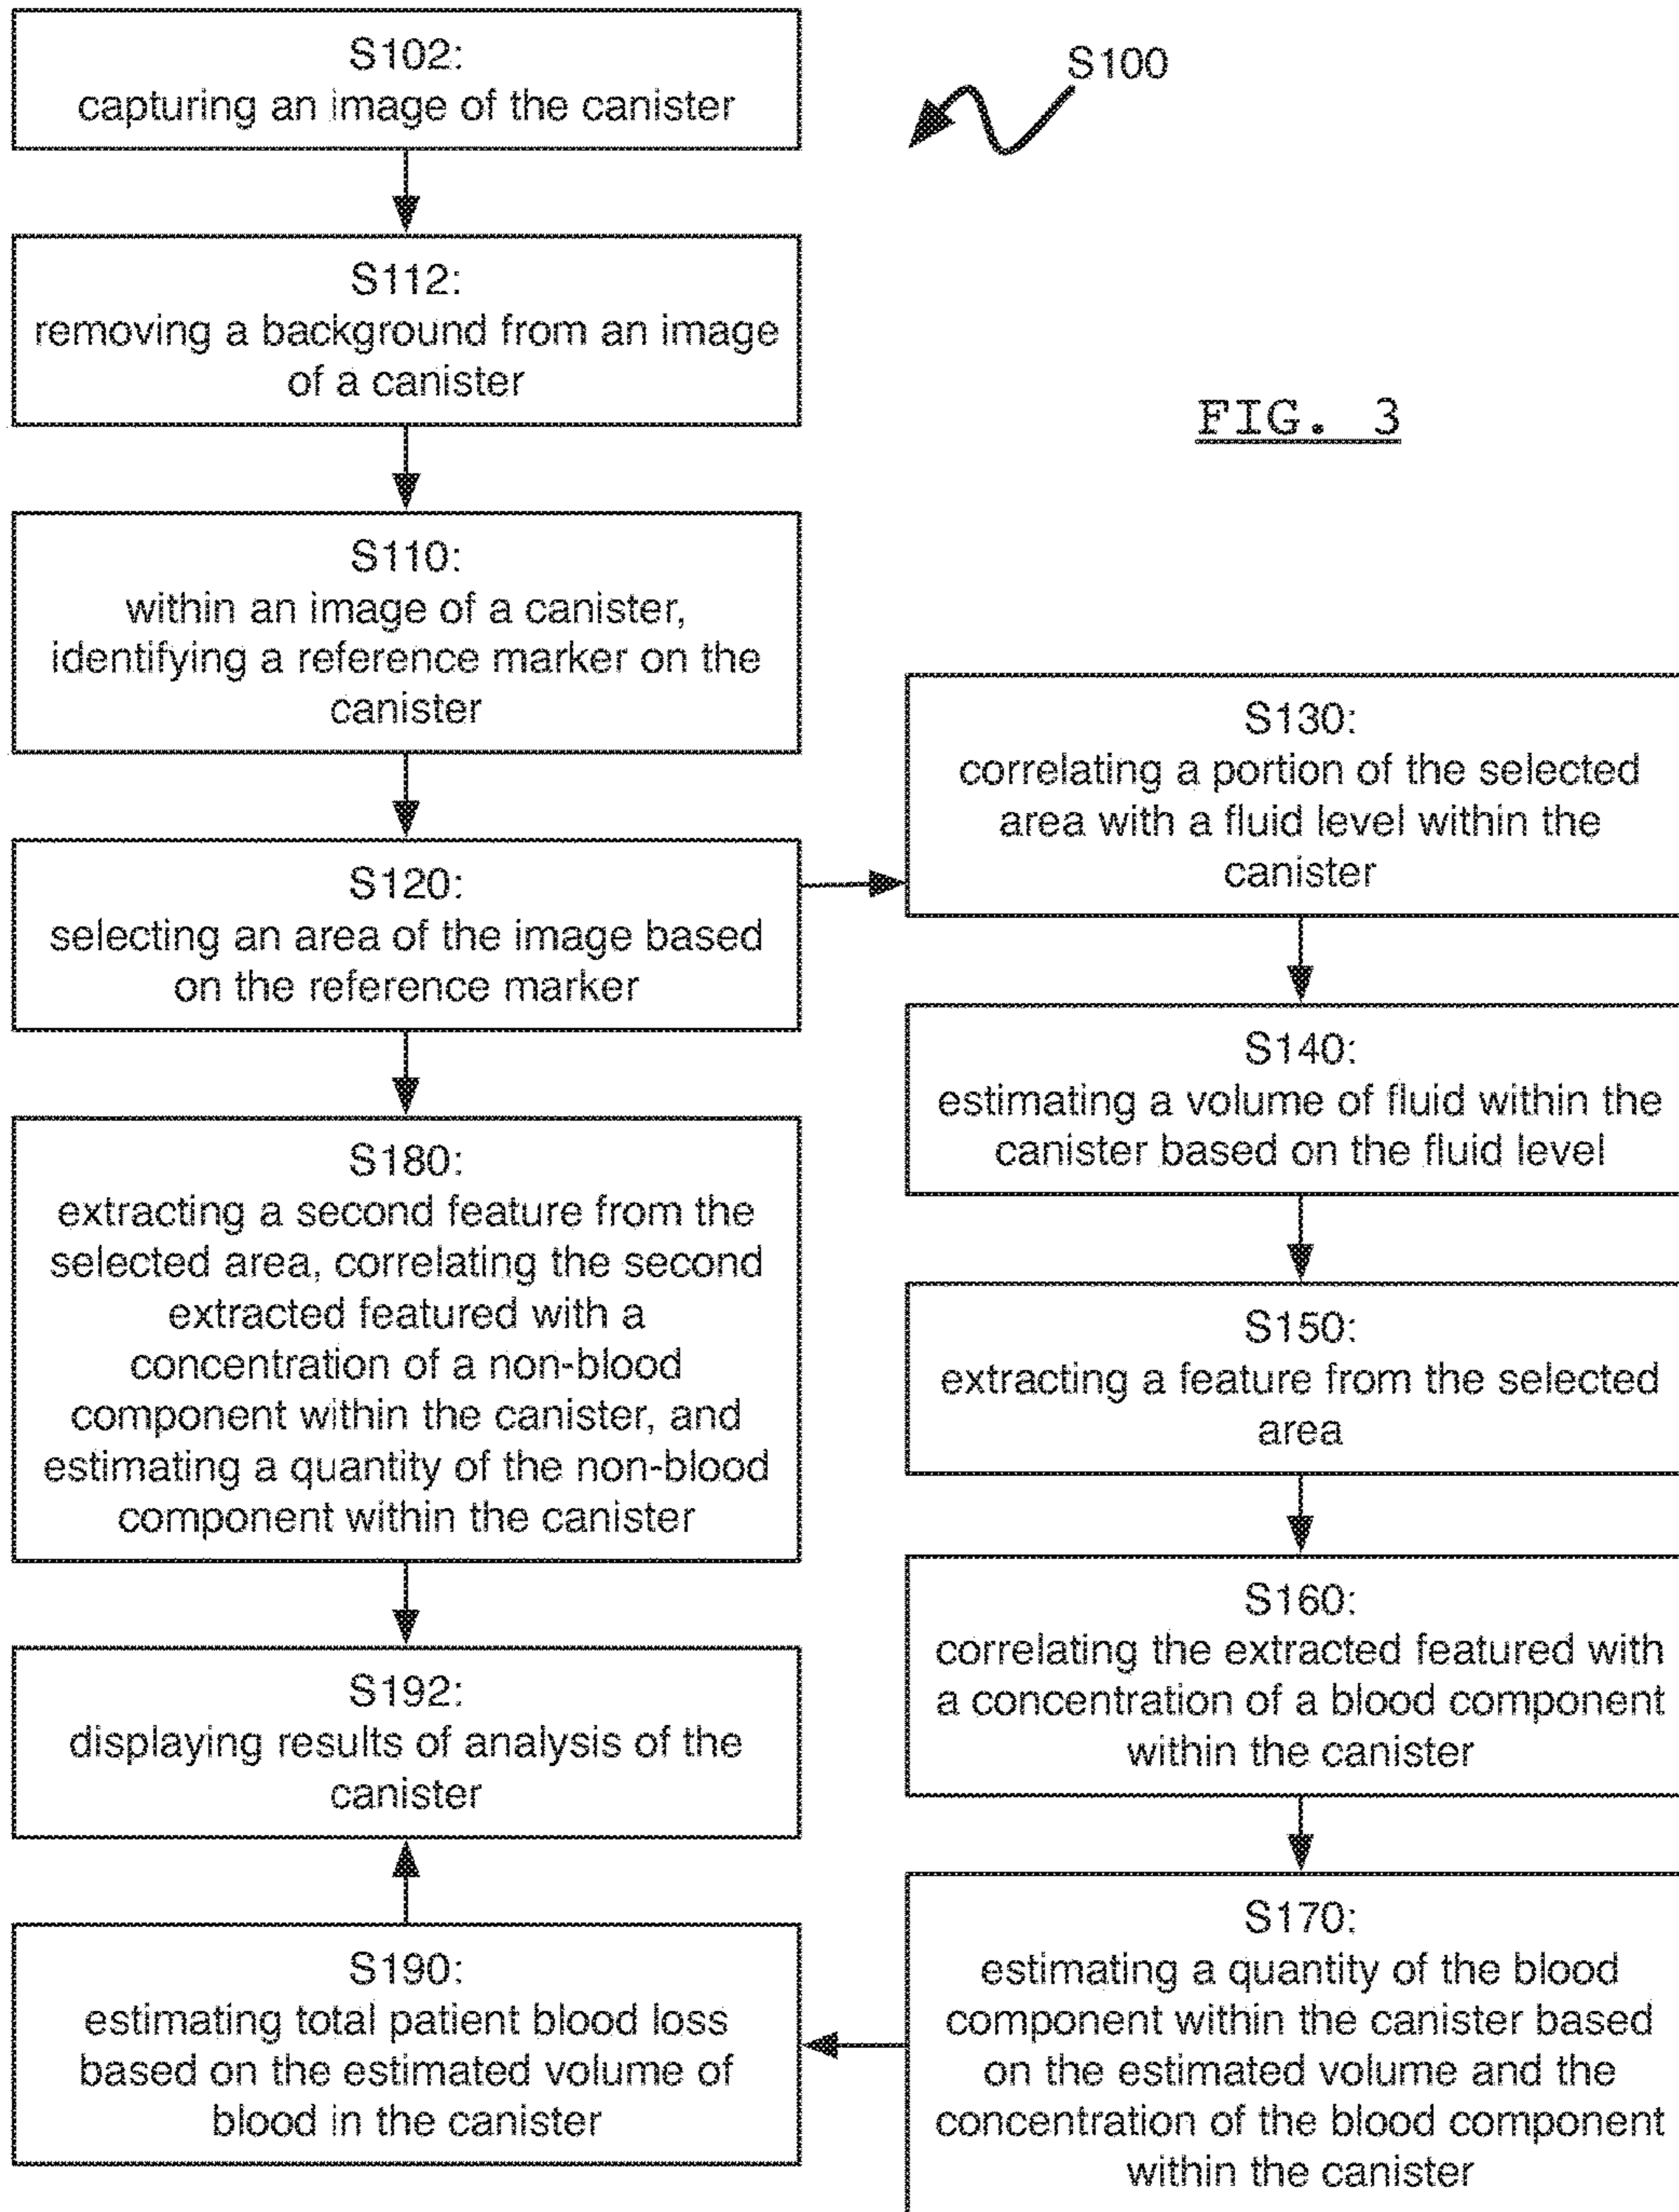 S102:
capturing an image of the canister
S100
S112:
removing a background from an image
of a canister
FIG. 3
S110:
within an image of a canister,
identifying a reference marker on the
canister
S120:
selecting an area of the image based
on the reference marker
S130:
correlating a portion of the selected
area with a fluid level within the
canister
S140:
estimating a volume of fluid within the
canister based on the fluid level
S150:
extracting a feature from the selected
area
S160:
correlating the extracted featured with
a concentration of a blood component
within the canister
S170:
estimating a quantity of the blood
component within the canister based
on the estimated volume and the
concentration of the blood component
within the canister
S180:
extracting a second feature from the
selected area, correlating the second
extracted featured with a
concentration of a non-blood
component within the canister, and
estimating a quantity of the non-blood
component within the canister
S192:
displaying results of analysis of the
canister
S190:
estimating total patient blood loss
based on the estimated volume of
blood in the canister